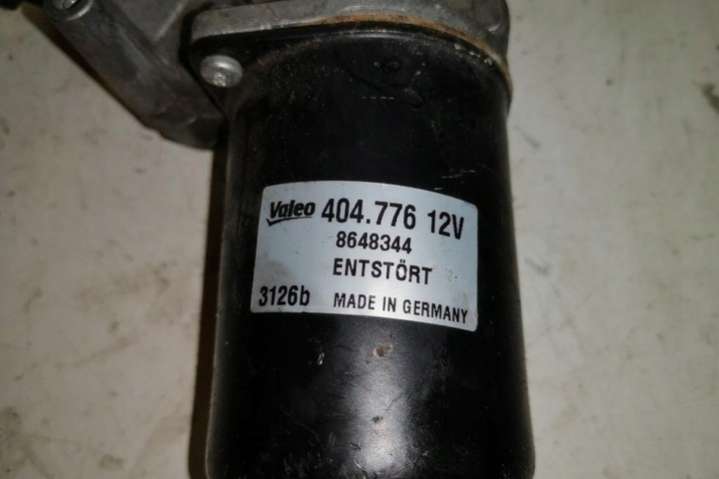 Valeo 404.776 12V
8648344
ENTSTÖRT
3126b MADE IN GERMANY